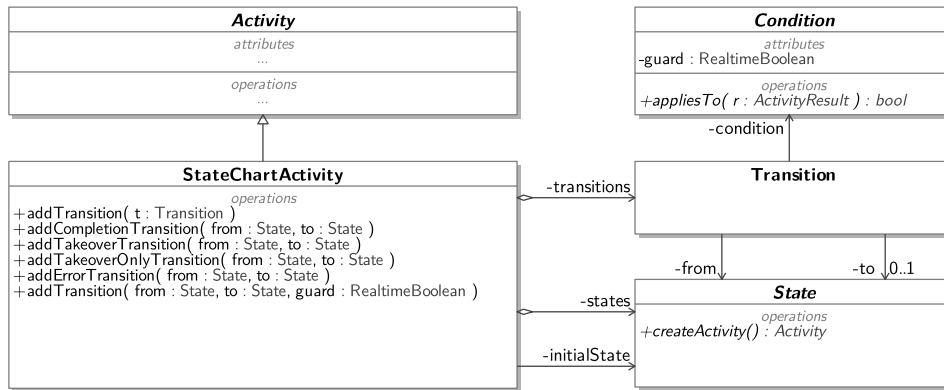 Activity
attributes
...
operations
...
Condition
attributes
-guard : RealtimeBoolean
operations
+appliesTo( r : ActivityResult ) : bool
-condition
StateChartActivity
operations
+addTransition( t : Transition )
+addCompletionTransition( from : State, to : State )
+addTakeoverTransition( from : State, to : State )
+addTakeoverOnlyTransition( from : State, to : State )
+addErrorTransition( from : State, to : State )
+addTransition( from : State, to : State, guard : RealtimeBoolean )
-transitions
Transition
-from
-to
0..1
-states
-initialState
State
operations
+createActivity() : Activity